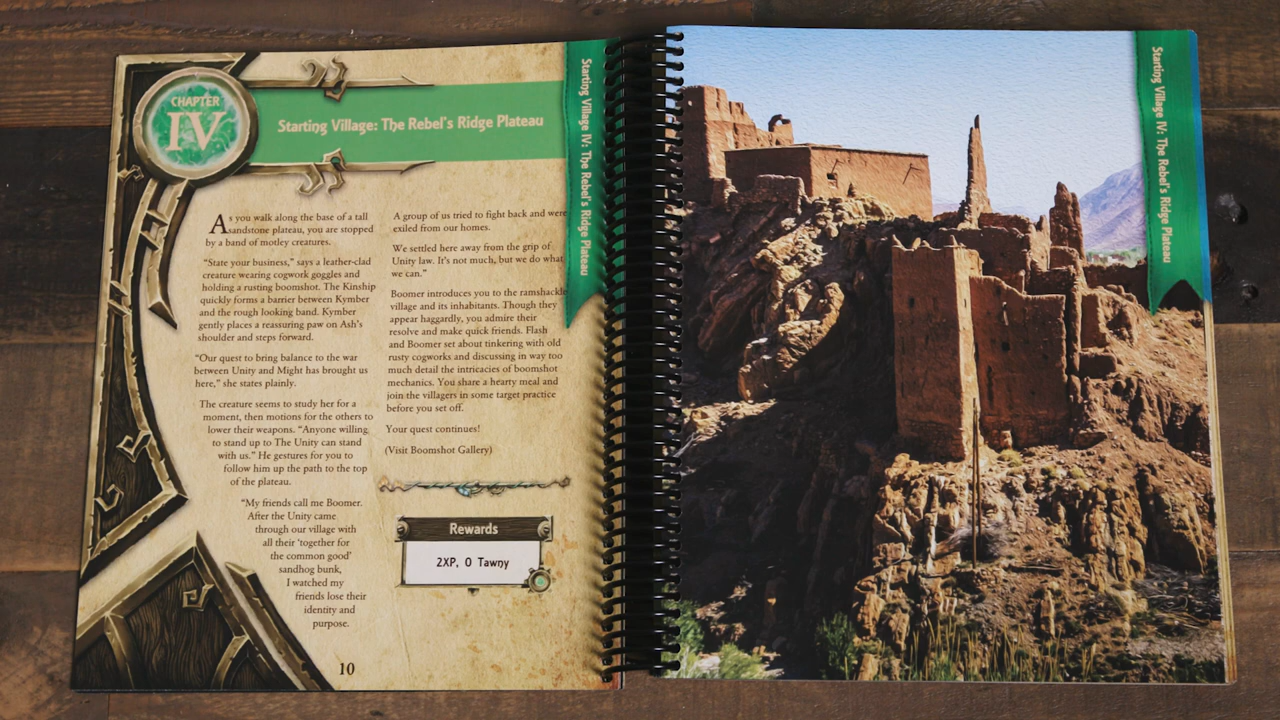 CHAPTER
IV
Starting Village: The Rebel's Ridge Plateau
As you walk along the base of a tall
sandstone plateau, you are stopped
by a band of motley creatures.
"State your business," says a leather-clad
creature wearing cogwork goggles and
holding a rusting boomshot. The Kinship
quickly forms a barrier between Kymber
and the rough looking band. Kymber
gently places a reassuring paw on Ash's
shoulder and steps forward.
"Our quest to bring balance to the war
between Unity and Might has brought us
here," she states plainly.
The creature seems to study her for a
moment, then motions for the others to
lower their weapons. "Anyone willing
to stand up to The Unity can stand
with us." He gestures for you to
follow him up the path to the top
of the plateau.
"My friends call me Boomer.
After the Unity came
through our village with
all their 'together for
the common good'
sandhog bunk,
I watched my
friends lose their
identity and
purpose.
A group of us tried to fight back and were
exiled from our homes.
We settled here away from the grip of
Unity law. It's not much, but we do what
we can."
Boomer introduces you to the ramshackle
village and its inhabitants. Though they
appear haggardly, you admire their
resolve and make quick friends. Flash
and Boomer set about tinkering with old
rusty cogworks and discussing in way too
much detail the intricacies of boomshot
mechanics. You share a hearty meal and
join the villagers in some target practice
before you set off.
Your quest continues!
(Visit Boomshot Gallery)
Rewards
2XP, 0 Tawny
10
Starting Village IV: The Rebel's Ridge Plateau
Starting Village IV: The Rebel's Ridge Plateau